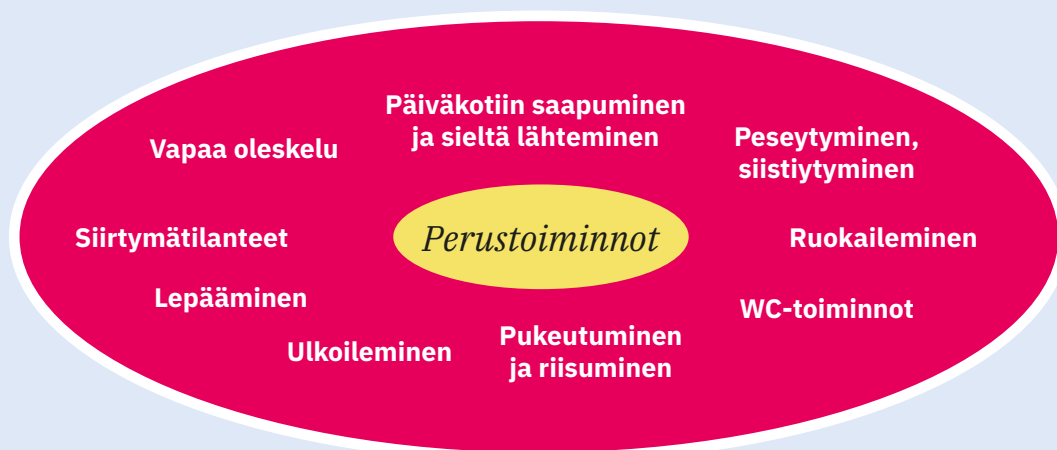 Päiväkotiin saapuminen
ja sieltä lähteminen
Vapaa oleskelu
Peseytyminen,
siistiytyminen
Siirtymätilanteet
Perustoiminnot
Ruokaileminen
Lepääminen
WC-toiminnot
Ulkoileminen
Pukeutuminen
ja riisuminen